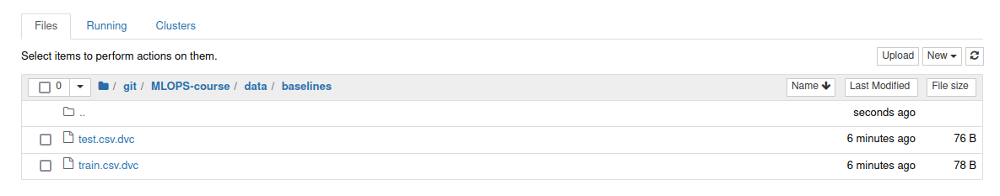 Files Running Clusters
Select items to perform actions on them. Upload New
0 / git / MLOPS-course / data / baselines Name Last Modified File size
.. seconds ago
test.csv.dvc 6 minutes ago 76 B
train.csv.dvc 6 minutes ago 78 B